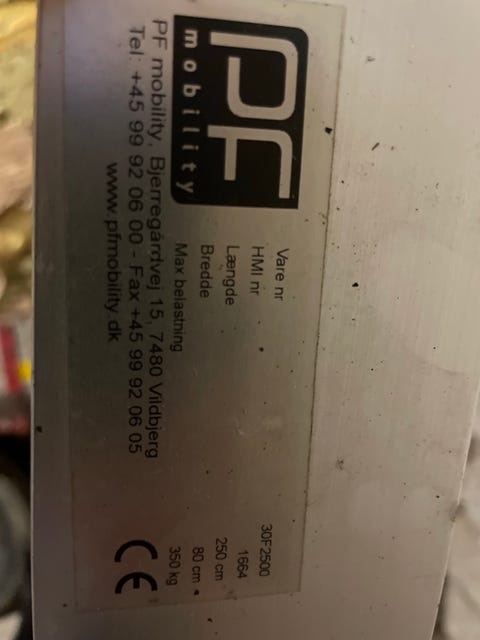 PF
mobility
Vare nr 30F2500
HMI nr 1664
Længde 250 cm
Bredde 80 cm
Max belastning 350 kg
PF mobility, Bjerregårdvej 15, 7480 Vildbjerg
Tel: +45 99 92 06 00 - Fax +45 99 92 06 05
www.pfmobility.dk
CE